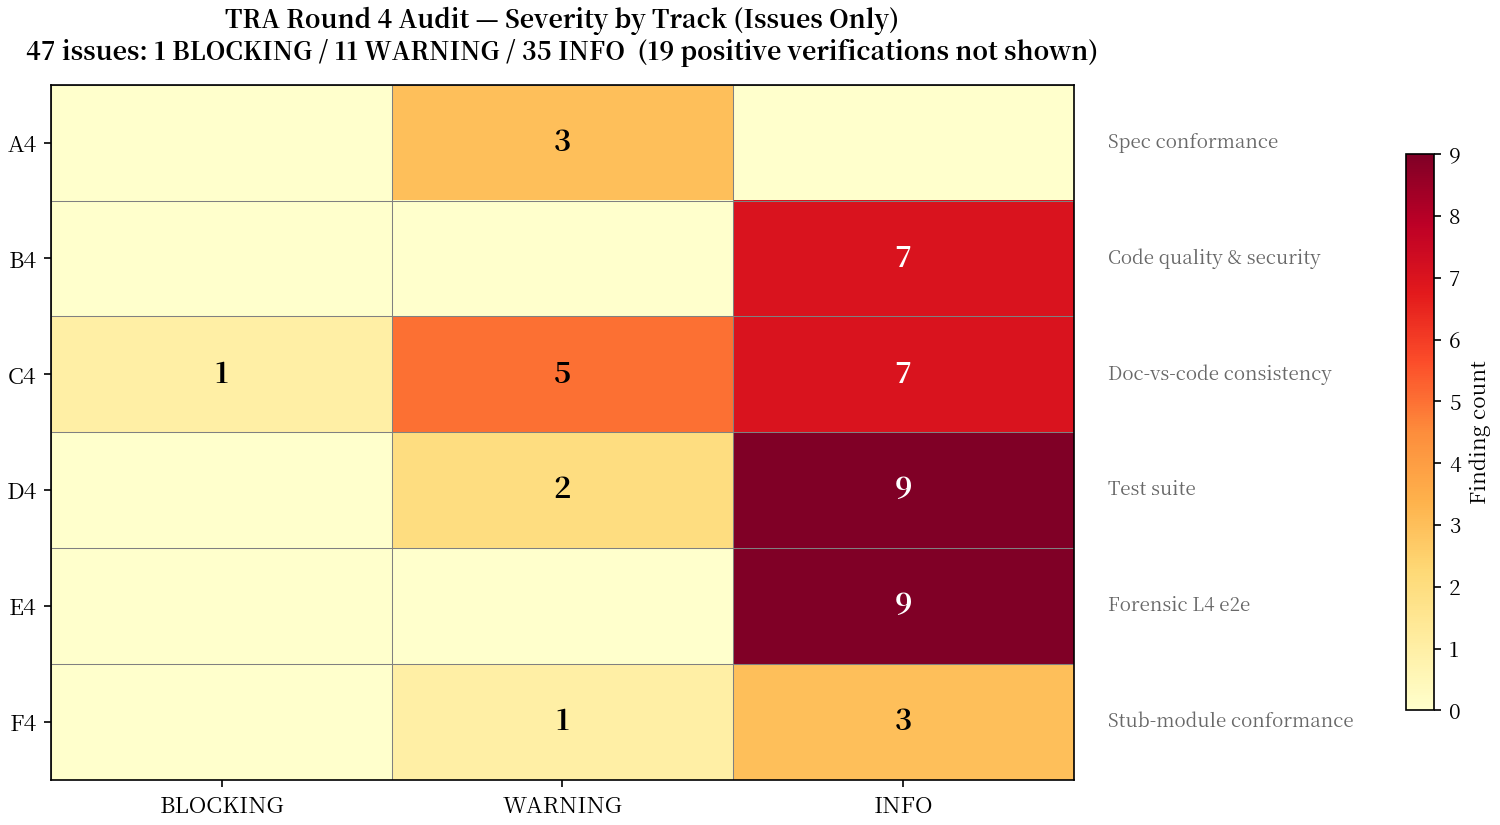 TRA Round 4 Audit — Severity by Track (Issues Only)
47 issues: 1 BLOCKING / 11 WARNING / 35 INFO (19 positive verifications not shown)
A4
3
Spec conformance
B4
7
Code quality & security
C4
1
5
7
Doc-vs-code consistency
D4
2
9
Test suite
E4
9
Forensic L4 e2e
F4
1
3
Stub-module conformance
BLOCKING
WARNING
INFO
9
8
7
6
5
4
3
2
1
0
Finding count